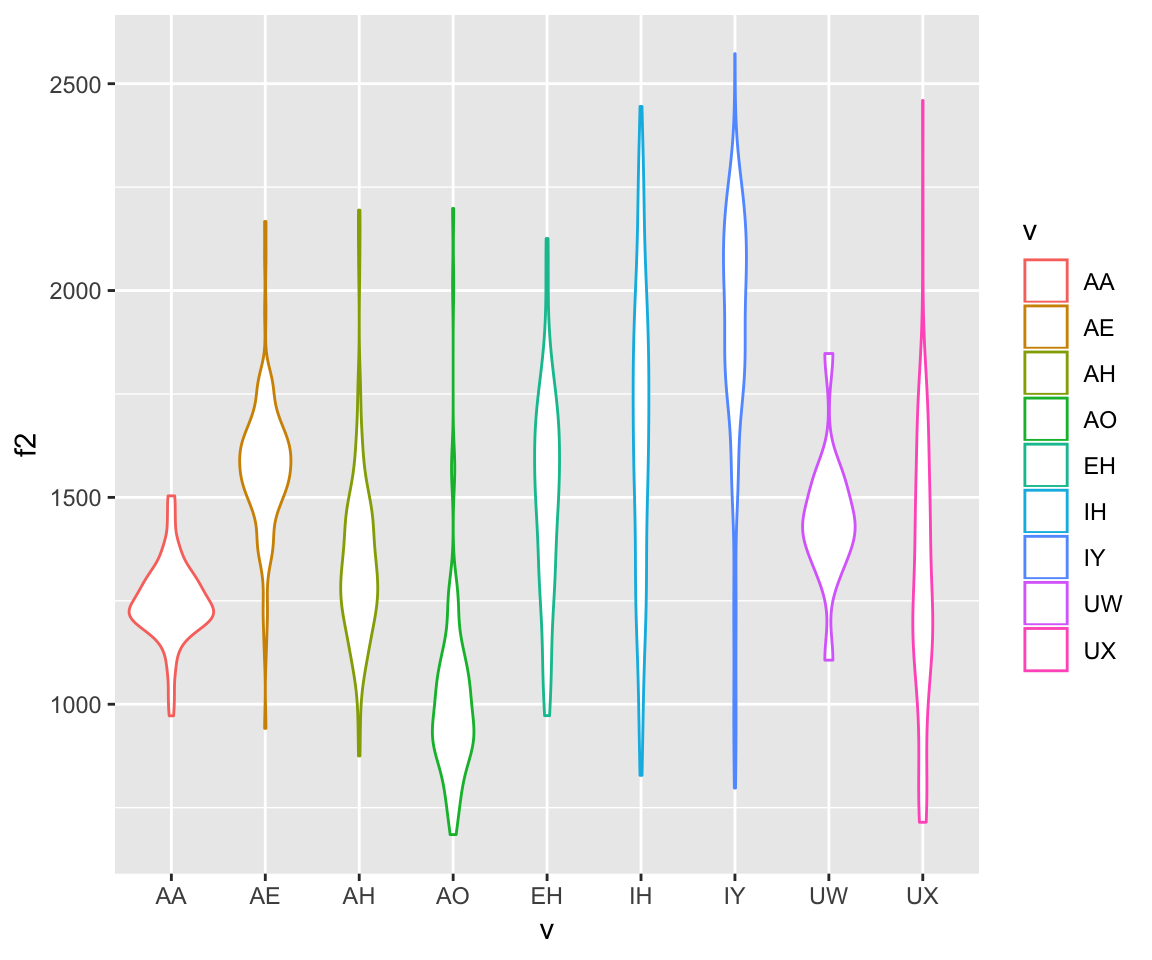 2500
2000
1500
1000
f2
AA AE AH AO EH IH IY UW UX
v
v
AA
AE
AH
AO
EH
IH
IY
UW
UX